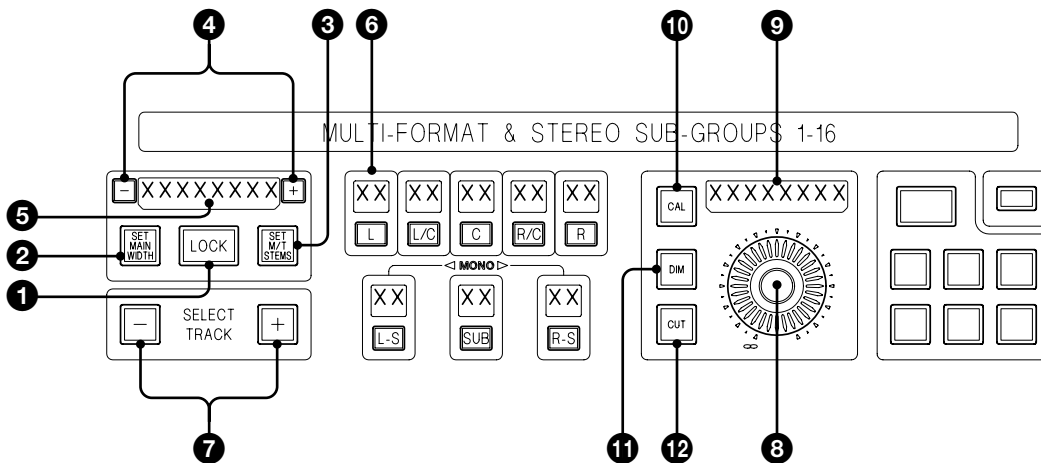 4 3 6 10 9
MULTI-FORMAT & STEREO SUB-GROUPS 1-16
− XXXXXXXX +
5
SET MAIN WIDTH
LOCK
SET M/T STEMS
2
1
− SELECT TRACK +
7
XX XX XX XX XX
L L/C C R/C R
◁ MONO ▷
XX XX XX
L-S SUB R-S
CAL
XXXXXXXX
DIM
CUT
∞
11 12 8